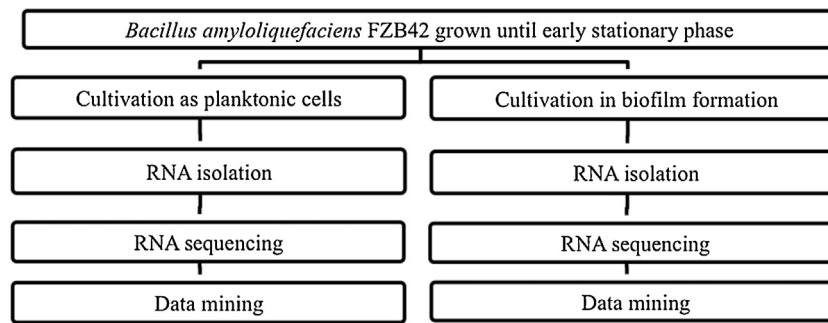 Bacillus amyloliquefaciens FZB42 grown until early stationary phase
Cultivation as planktonic cells
Cultivation in biofilm formation
RNA isolation
RNA isolation
RNA sequencing
RNA sequencing
Data mining
Data mining